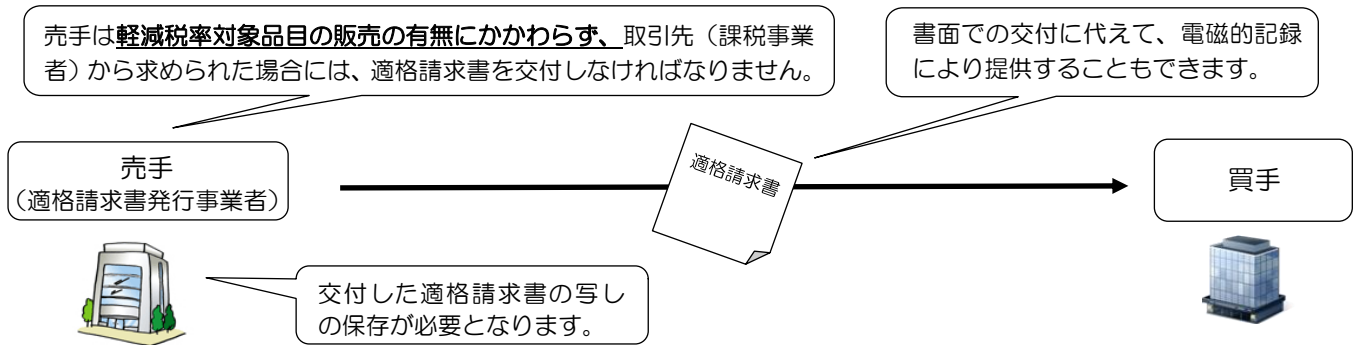 売手は軽減税率対象品目の販売の有無にかかわらず、取引先（課税事業
者）から求められた場合には、適格請求書を交付しなければなりません。
書面での交付に代えて、電磁的記録
により提供することもできます。
売手
（適格請求書発行事業者）
適格請求書
買手
交付した適格請求書の写し
の保存が必要となります。